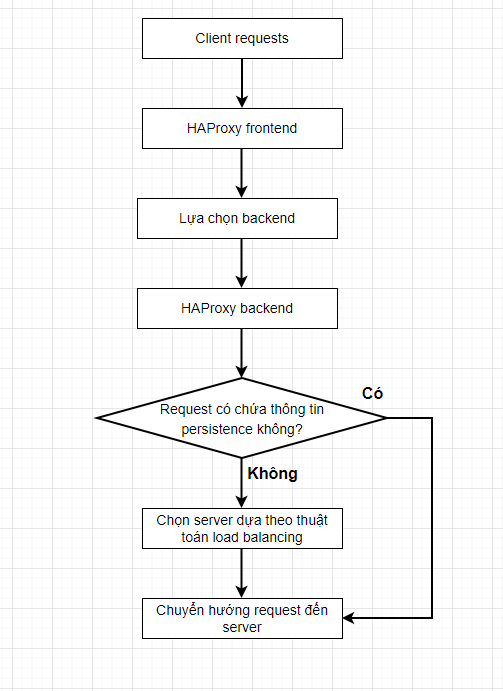 Client requests
HAProxy frontend
Lựa chọn backend
HAProxy backend
Có
Request có chứa thông tin
persistence không?
Không
Chọn server dựa theo thuật
toán load balancing
Chuyển hướng request đến
server